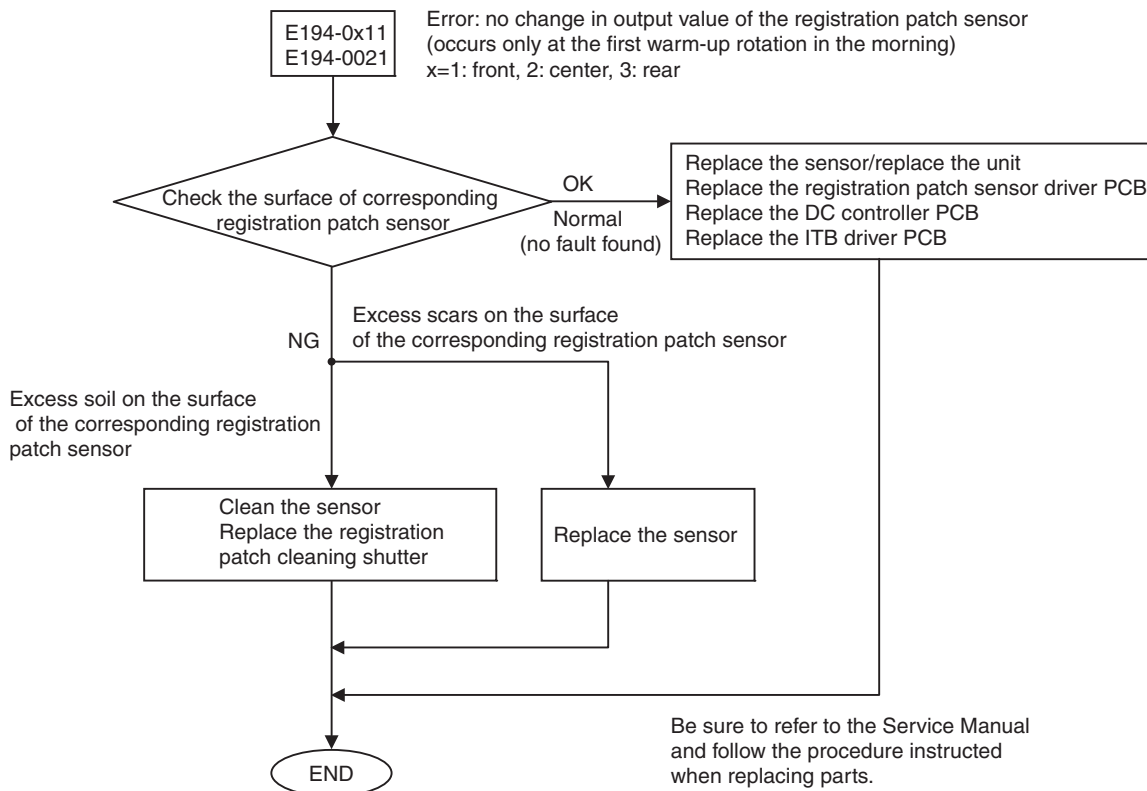 E194-0x11
E194-0021
Error: no change in output value of the registration patch sensor
(occurs only at the first warm-up rotation in the morning)
x=1: front, 2: center, 3: rear
Check the surface of corresponding
registration patch sensor
OK
Normal
(no fault found)
Replace the sensor/replace the unit
Replace the registration patch sensor driver PCB
Replace the DC controller PCB
Replace the ITB driver PCB
NG
Excess scars on the surface
of the corresponding registration patch sensor
Excess soil on the surface
of the corresponding registration
patch sensor
Clean the sensor
Replace the registration
patch cleaning shutter
Replace the sensor
Be sure to refer to the Service Manual
and follow the procedure instructed
when replacing parts.
END